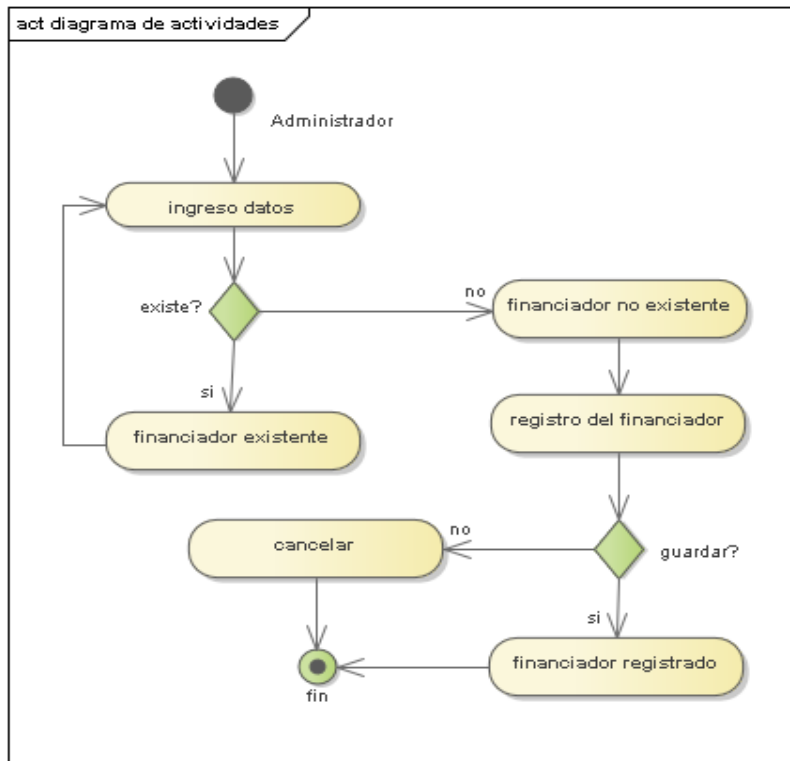 act diagrama de actividades
Administrador
ingreso datos
existe?
no
financiador no existente
si
financiador existente
registro del financiador
no
cancelar
guardar?
si
financiador registrado
fin